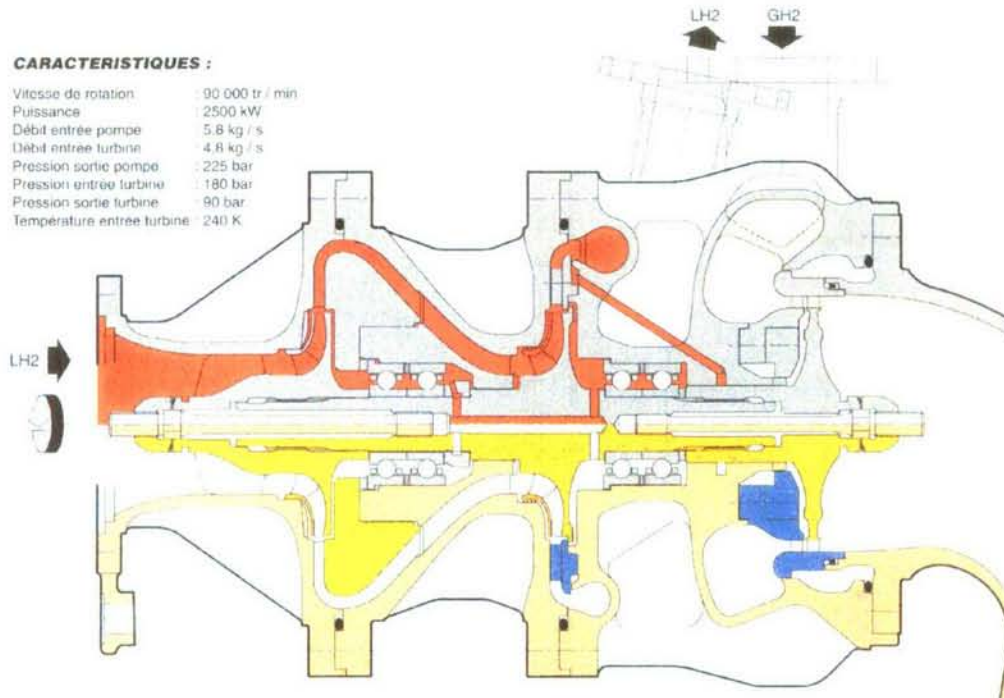 LH2 GH2
CARACTERISTIQUES :
Vitesse de rotation : 90 000 tr / min
Puissance : 2500 kW
Débit entrée pompe : 5.8 kg / s
Débit entrée turbine : 4.8 kg / s
Pression sortie pompe : 225 bar
Pression entrée turbine : 180 bar
Pression sortie turbine : 90 bar
Température entrée turbine : 240 K
LH2